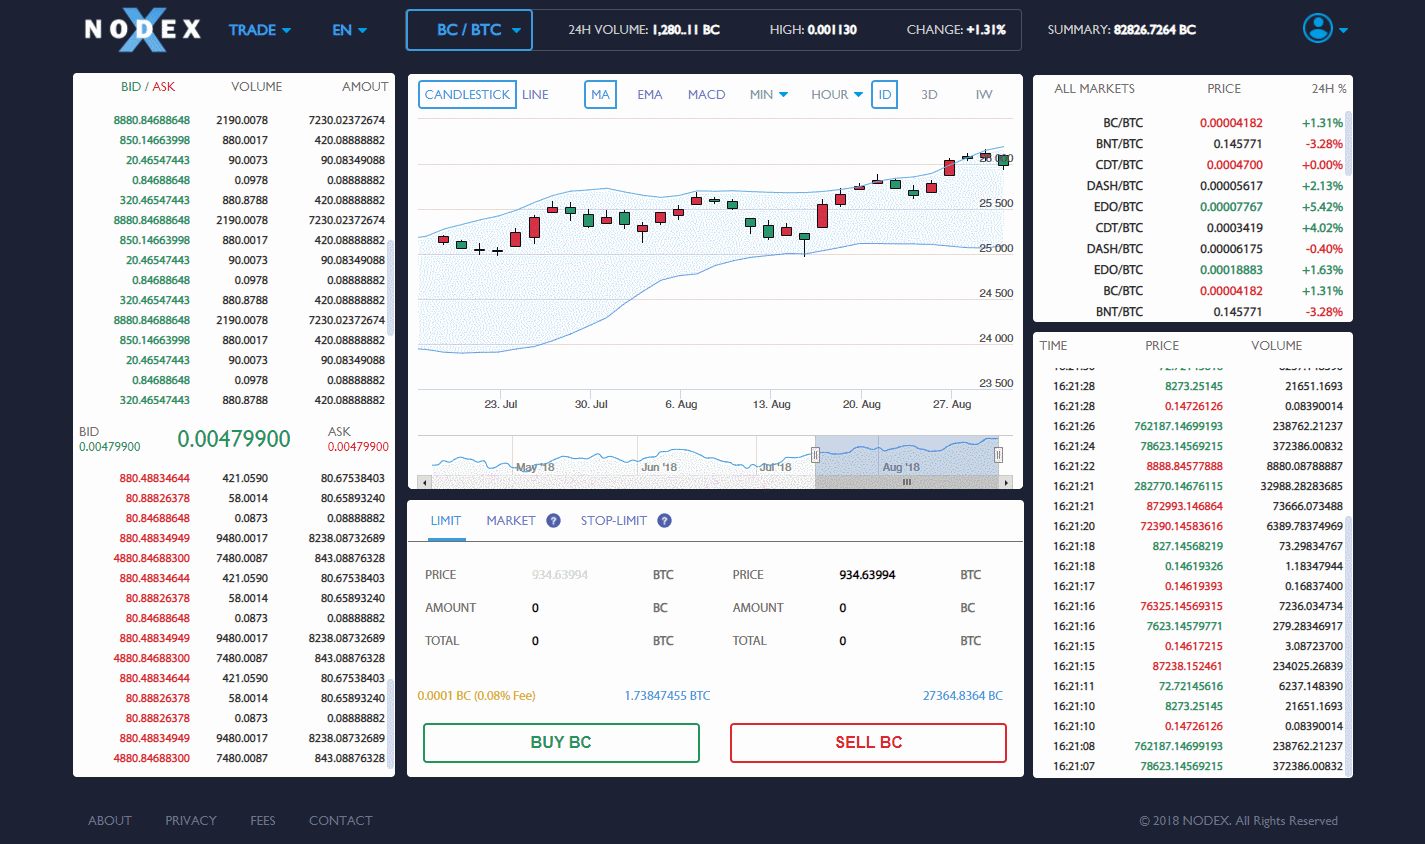 NODEX TRADE EN BC / BTC 24H VOLUME: 1,280..11 BC HIGH: 0.001130 CHANGE: +1.31% SUMMARY: 82826.7264 BC
BID / ASK VOLUME AMOUT
8880.84688648 2190.0078 7230.02372674
850.14663998 880.0017 420.08888882
20.46547443 90.0073 90.08349088
0.84688648 0.0978 0.08888882
320.46547443 880.8788 420.08888882
8880.84688648 2190.0078 7230.02372674
850.14663998 880.0017 420.08888882
20.46547443 90.0073 90.08349088
0.84688648 0.0978 0.08888882
320.46547443 880.8788 420.08888882
8880.84688648 2190.0078 7230.02372674
850.14663998 880.0017 420.08888882
20.46547443 90.0073 90.08349088
0.84688648 0.0978 0.08888882
320.46547443 880.8788 420.08888882
BID 0.00479900 ASK
0.00479900 0.00479900
880.48834644 421.0590 80.67538403
80.88826378 58.0014 80.65893240
80.84688648 0.0873 0.08888882
880.48834949 9480.0017 8238.08732689
4880.84688300 7480.0087 843.08876328
880.48834644 421.0590 80.67538403
80.88826378 58.0014 80.65893240
80.84688648 0.0873 0.08888882
880.48834949 9480.0017 8238.08732689
4880.84688300 7480.0087 843.08876328
880.48834644 421.0590 80.67538403
80.88826378 58.0014 80.65893240
80.88826378 0.0873 0.08888882
880.48834949 9480.0017 8238.08732689
4880.84688300 7480.0087 843.08876328
CANDLESTICK LINE MA EMA MACD MIN HOUR ID 3D IW
26 000
25 500
25 000
24 500
24 000
23 500
23. Jul 30. Jul 6. Aug 13. Aug 20. Aug 27. Aug
May '18 Jun '18 Jul '18 Aug '18
LIMIT MARKET ? STOP-LIMIT ?
PRICE 934.63994 BTC PRICE 934.63994 BTC
AMOUNT 0 BC AMOUNT 0 BC
TOTAL 0 BTC TOTAL 0 BTC
0.0001 BC (0.08% Fee) 1.73847455 BTC 27364.8364 BC
BUY BC SELL BC
ALL MARKETS PRICE 24H %
BC/BTC 0.00004182 +1.31%
BNT/BTC 0.145771 -3.28%
CDT/BTC 0.0004700 +0.00%
DASH/BTC 0.00005617 +2.13%
EDO/BTC 0.00007767 +5.42%
CDT/BTC 0.0003419 +4.02%
DASH/BTC 0.00006175 -0.40%
EDO/BTC 0.00018883 +1.63%
BC/BTC 0.00004182 +1.31%
BNT/BTC 0.145771 -3.28%
TIME PRICE VOLUME
16:21:28 8273.25145 21651.1693
16:21:28 0.14726126 0.08390014
16:21:26 762187.14699193 238762.21237
16:21:24 78623.14569215 372386.00832
16:21:22 8888.84577888 8880.08788887
16:21:21 282770.14676115 32988.28283685
16:21:21 872993.146864 73666.073488
16:21:20 72390.14583616 6389.78374969
16:21:18 827.14568219 73.29834767
16:21:18 0.14619326 1.18347944
16:21:17 0.14619393 0.16837400
16:21:16 76325.14569315 7236.034734
16:21:16 7623.14579771 279.28346917
16:21:15 0.14617215 3.08723700
16:21:15 87238.152461 234025.26839
16:21:11 72.72145616 6237.148390
16:21:10 8273.25145 21651.1693
16:21:10 0.14726126 0.08390014
16:21:08 762187.14699193 238762.21237
16:21:07 78623.14569215 372386.00832
ABOUT PRIVACY FEES CONTACT © 2018 NODEX. All Rights Reserved